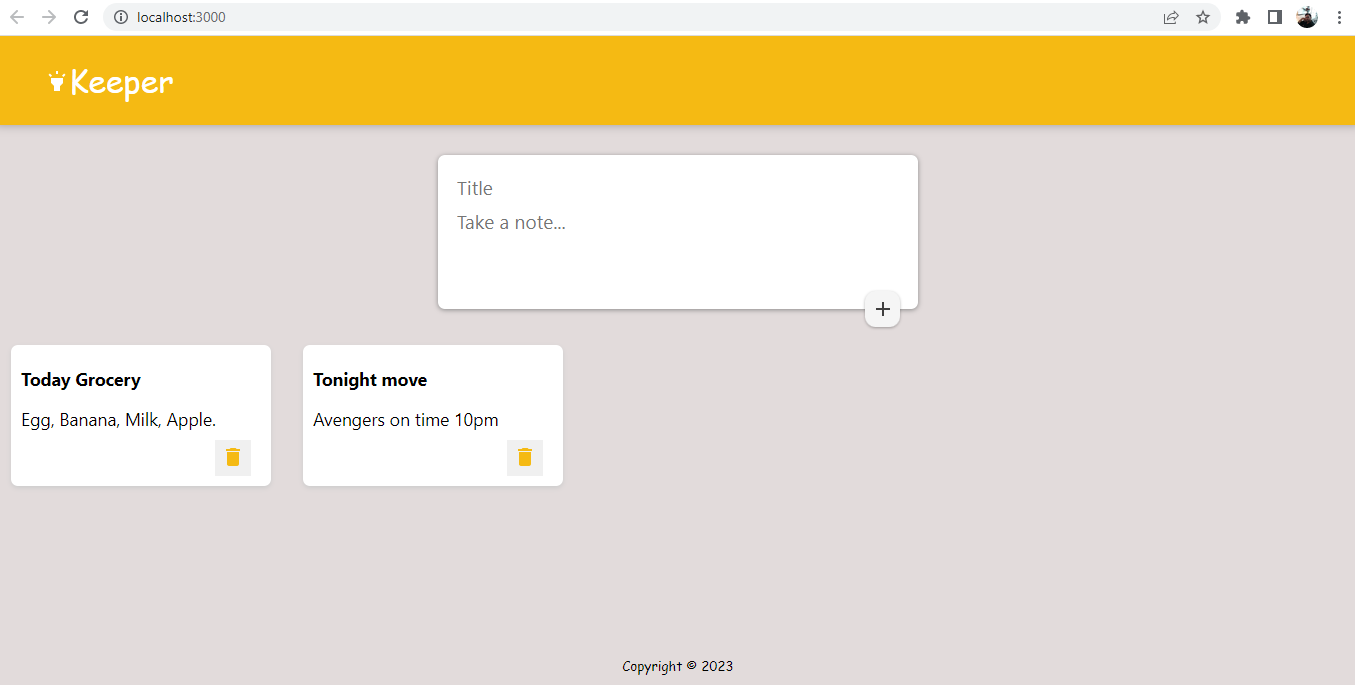 localhost:3000
Keeper
Title
Take a note...
Today Grocery
Egg, Banana, Milk, Apple.
Tonight move
Avengers on time 10pm
Copyright © 2023